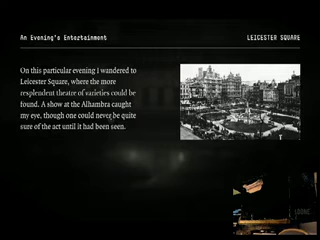 An Evening's Entertainment
LEICESTER SQUARE
On this particular evening I wandered to
Leicester Square, where the more
resplendent theatre of varieties could be
found. A show at the Alhambra caught
my eye, though one could never be quite
sure of the act until it had been seen.